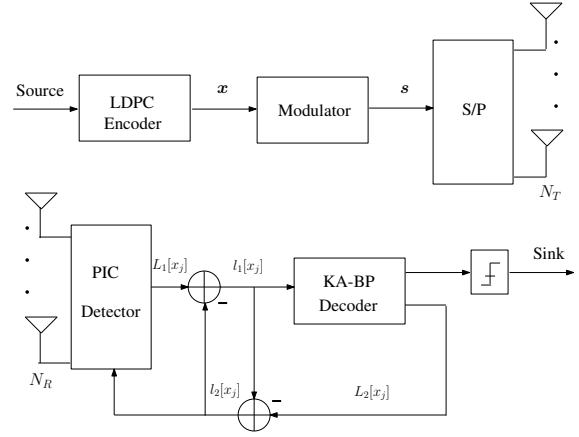 Source
LDPC
Encoder
x
Modulator
s
S/P
N_T
PIC
Detector
N_R
L_1[x_j]
l_1[x_j]
KA-BP
Decoder
Sink
l_2[x_j]
L_2[x_j]